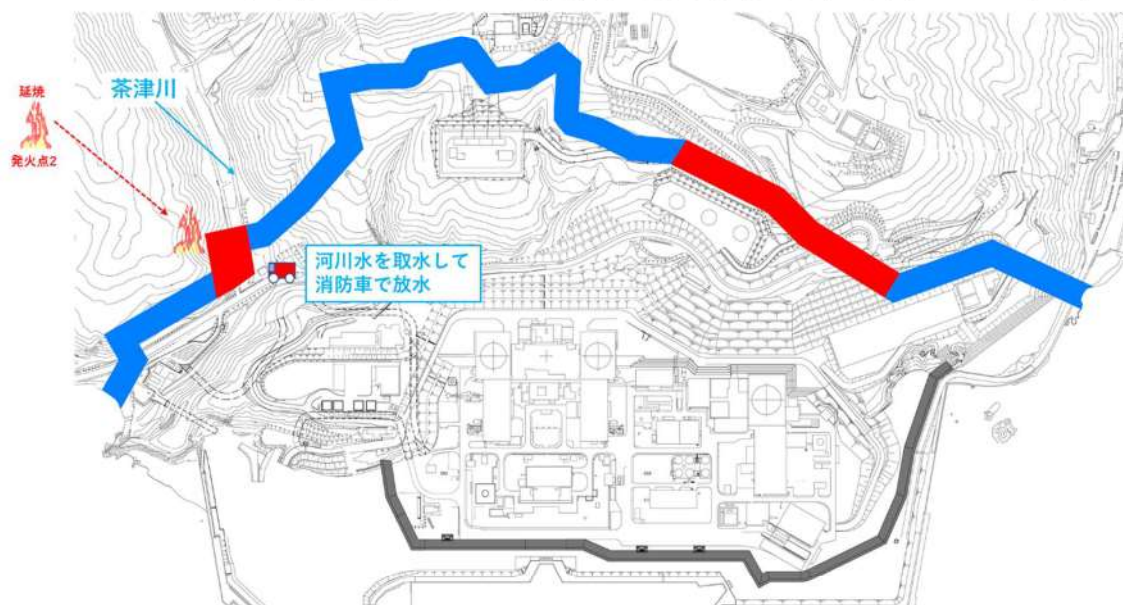 延焼
発火点2
茶津川
河川水を取水して
消防車で放水